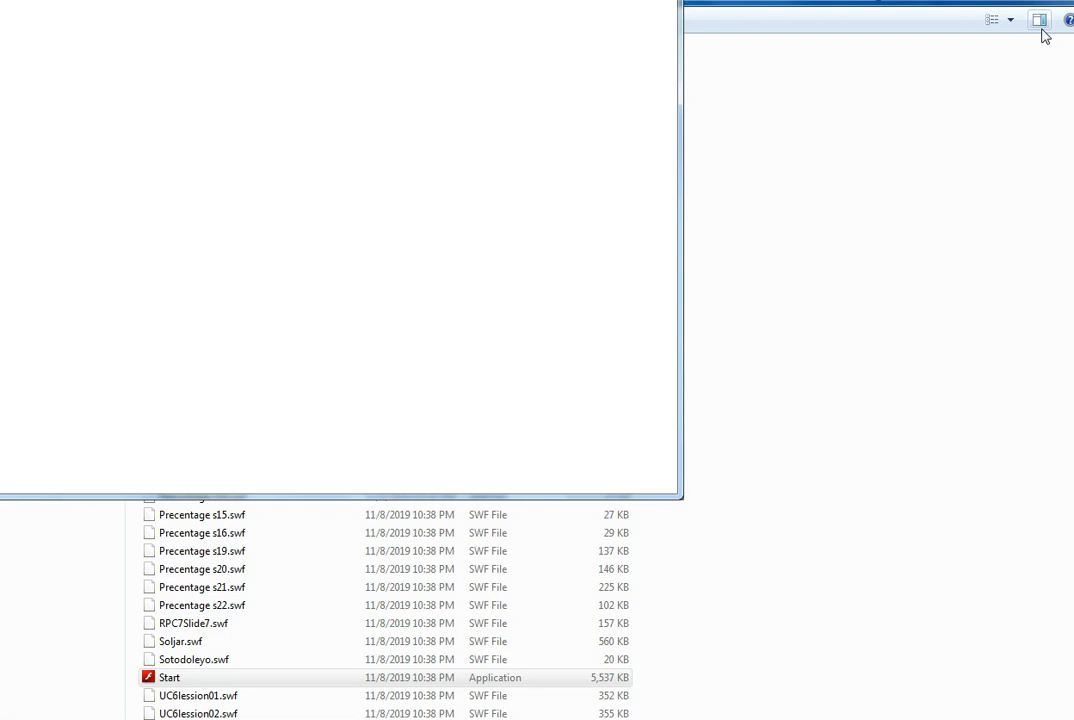 Precentage s15.swf 11/8/2019 10:38 PM SWF File 27 KB
Precentage s16.swf 11/8/2019 10:38 PM SWF File 29 KB
Precentage s19.swf 11/8/2019 10:38 PM SWF File 137 KB
Precentage s20.swf 11/8/2019 10:38 PM SWF File 146 KB
Precentage s21.swf 11/8/2019 10:38 PM SWF File 225 KB
Precentage s22.swf 11/8/2019 10:38 PM SWF File 102 KB
RPC7Slide7.swf 11/8/2019 10:38 PM SWF File 157 KB
Soljar.swf 11/8/2019 10:38 PM SWF File 560 KB
Sotodoleyo.swf 11/8/2019 10:38 PM SWF File 20 KB
Start 11/8/2019 10:38 PM Application 5,537 KB
UC6lession01.swf 11/8/2019 10:38 PM SWF File 352 KB
UC6lession02.swf 11/8/2019 10:38 PM SWF File 355 KB